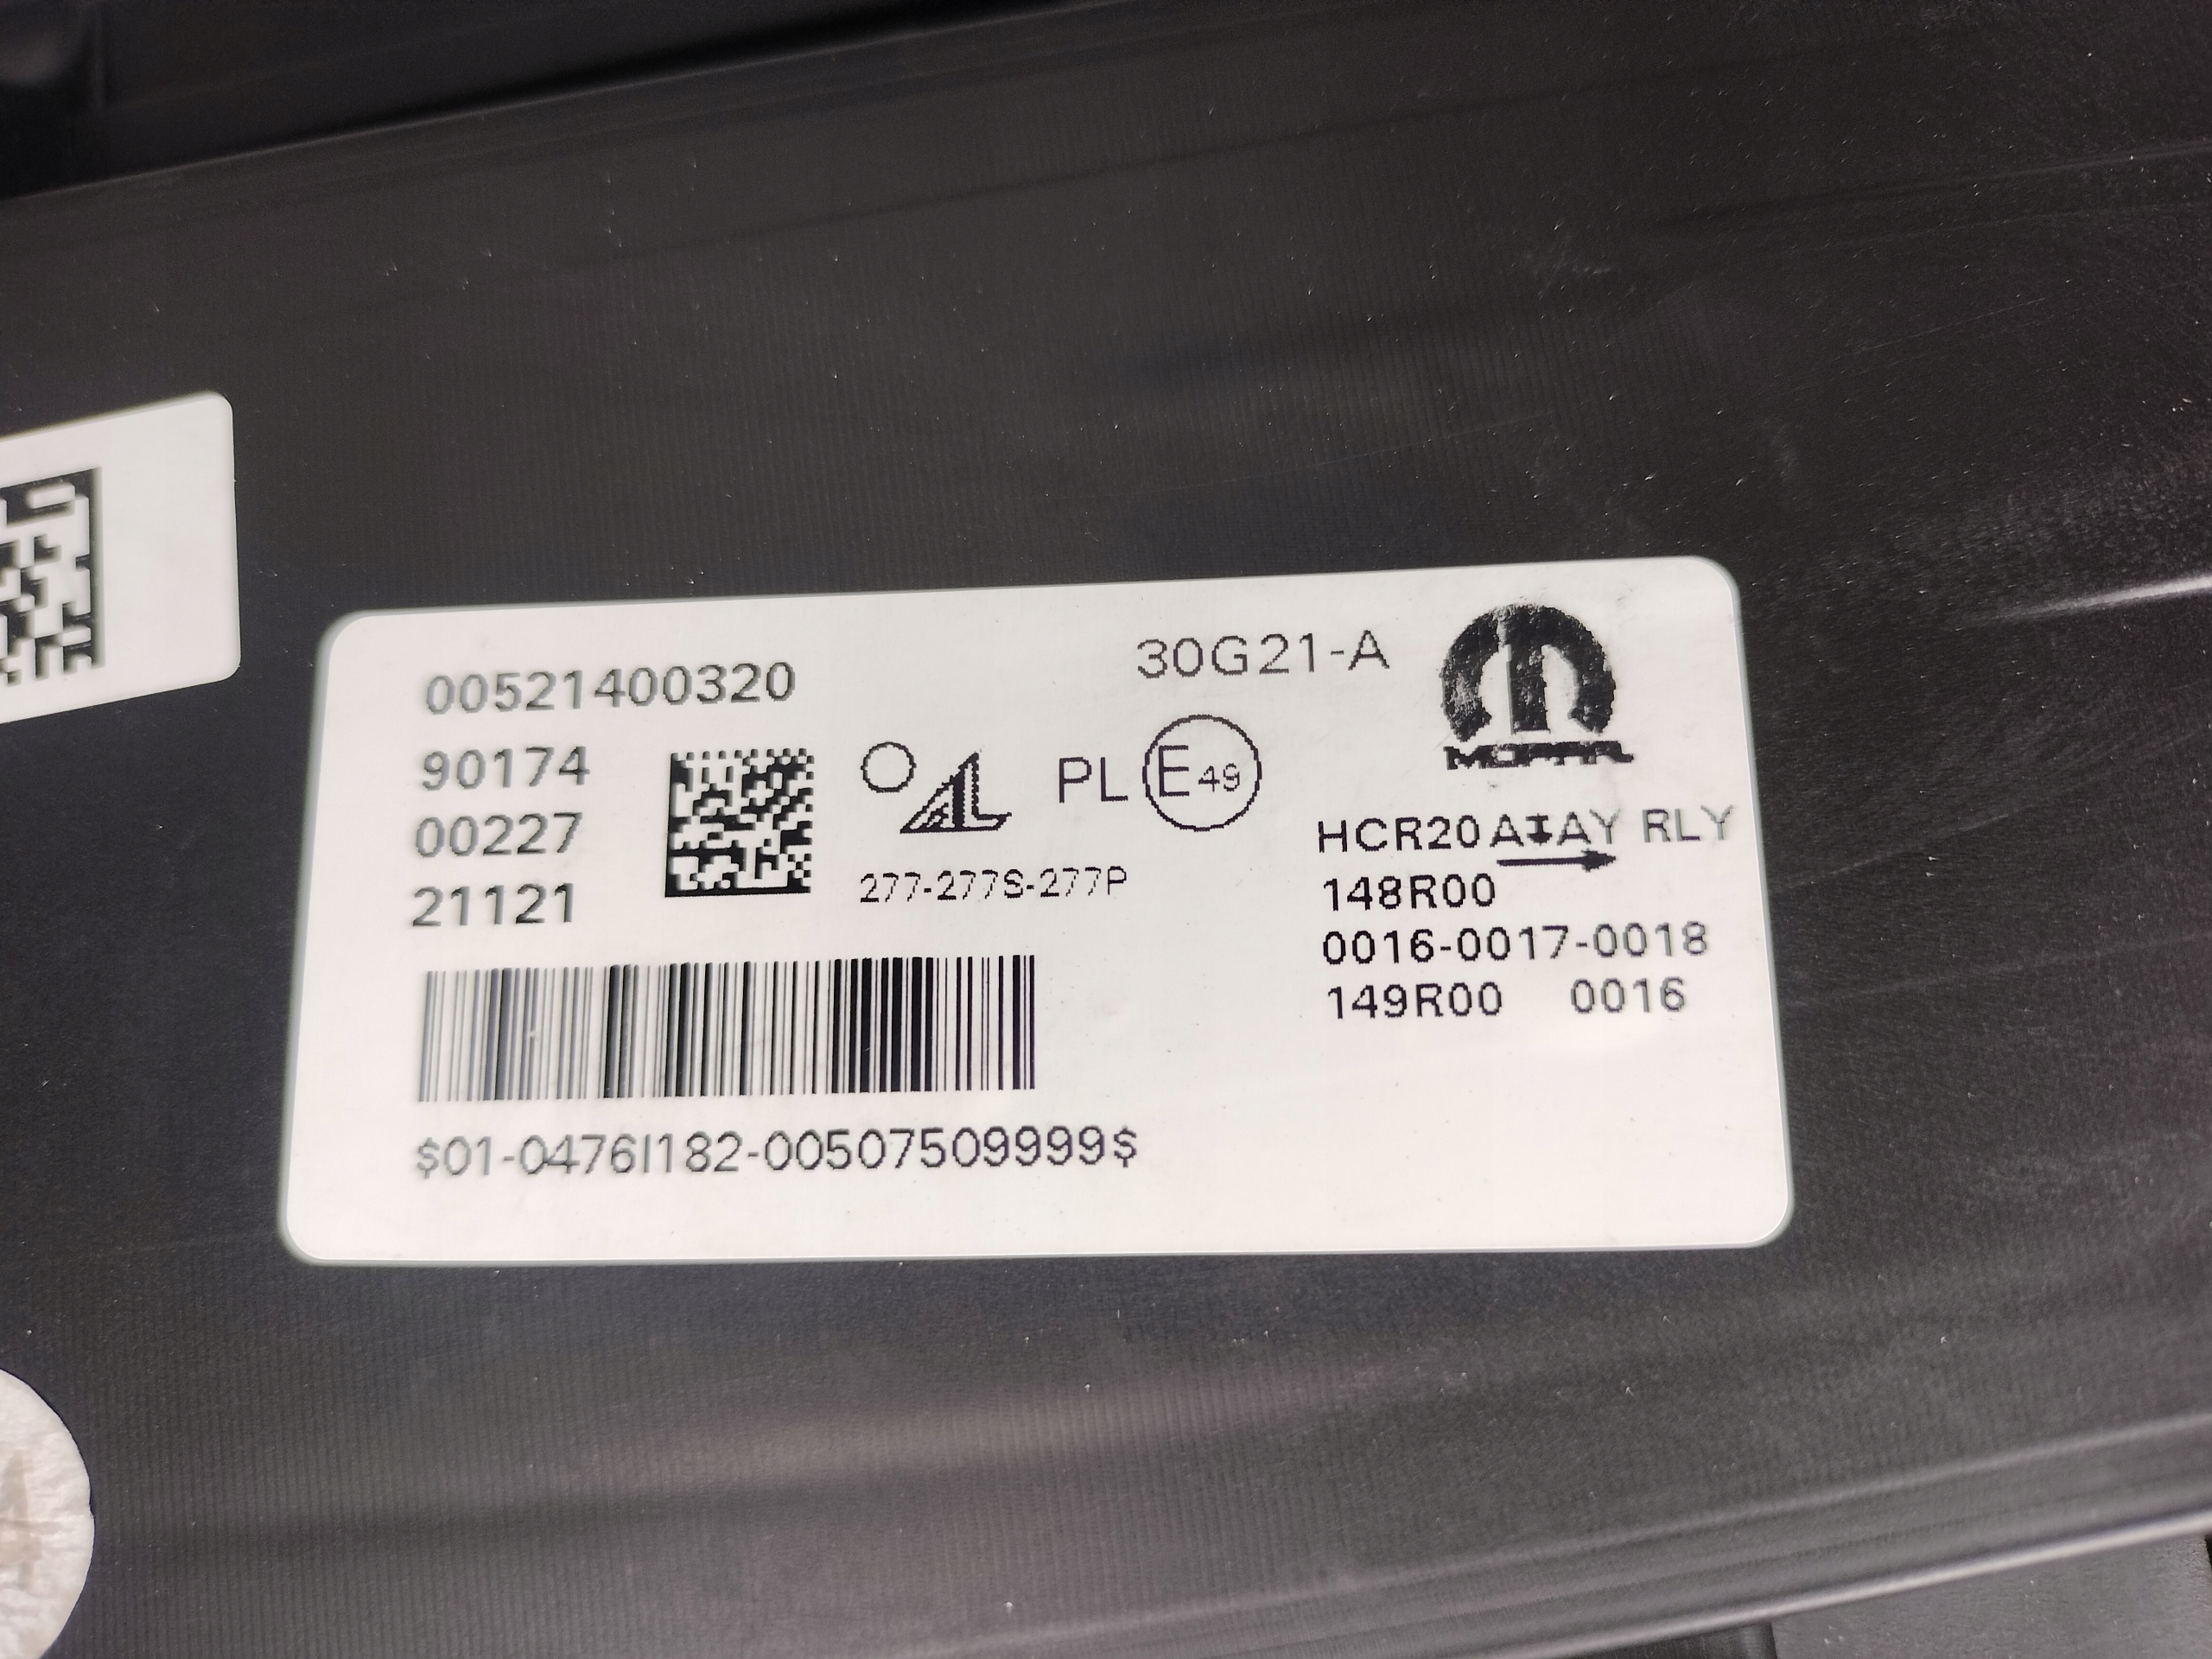 00521400320
30G21-A
MOPAR
90174
00227
21121
AL
PL E49
277-277S-277P
HCR20 A AY RLY
148R00
0016-0017-0018
149R00 0016
$01-0476I182-00507509999$